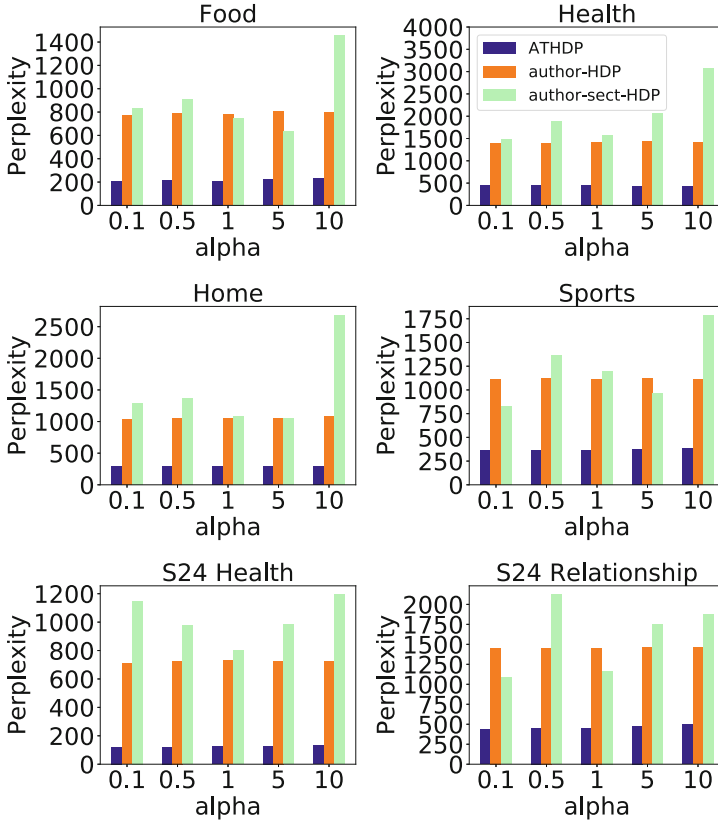 Food
Perplexity
1400
1200
1000
800
600
400
200
0
0.1 0.5 1 5 10
alpha
Health
Perplexity
4000
3500
3000
2500
2000
1500
1000
500
0
ATHDP
author-HDP
author-sect-HDP
0.1 0.5 1 5 10
alpha
Home
Perplexity
2500
2000
1500
1000
500
0
0.1 0.5 1 5 10
alpha
Sports
Perplexity
1750
1500
1250
1000
750
500
250
0
0.1 0.5 1 5 10
alpha
S24 Health
Perplexity
1200
1000
800
600
400
200
0
0.1 0.5 1 5 10
alpha
S24 Relationship
Perplexity
2000
1750
1500
1250
1000
750
500
250
0
0.1 0.5 1 5 10
alpha